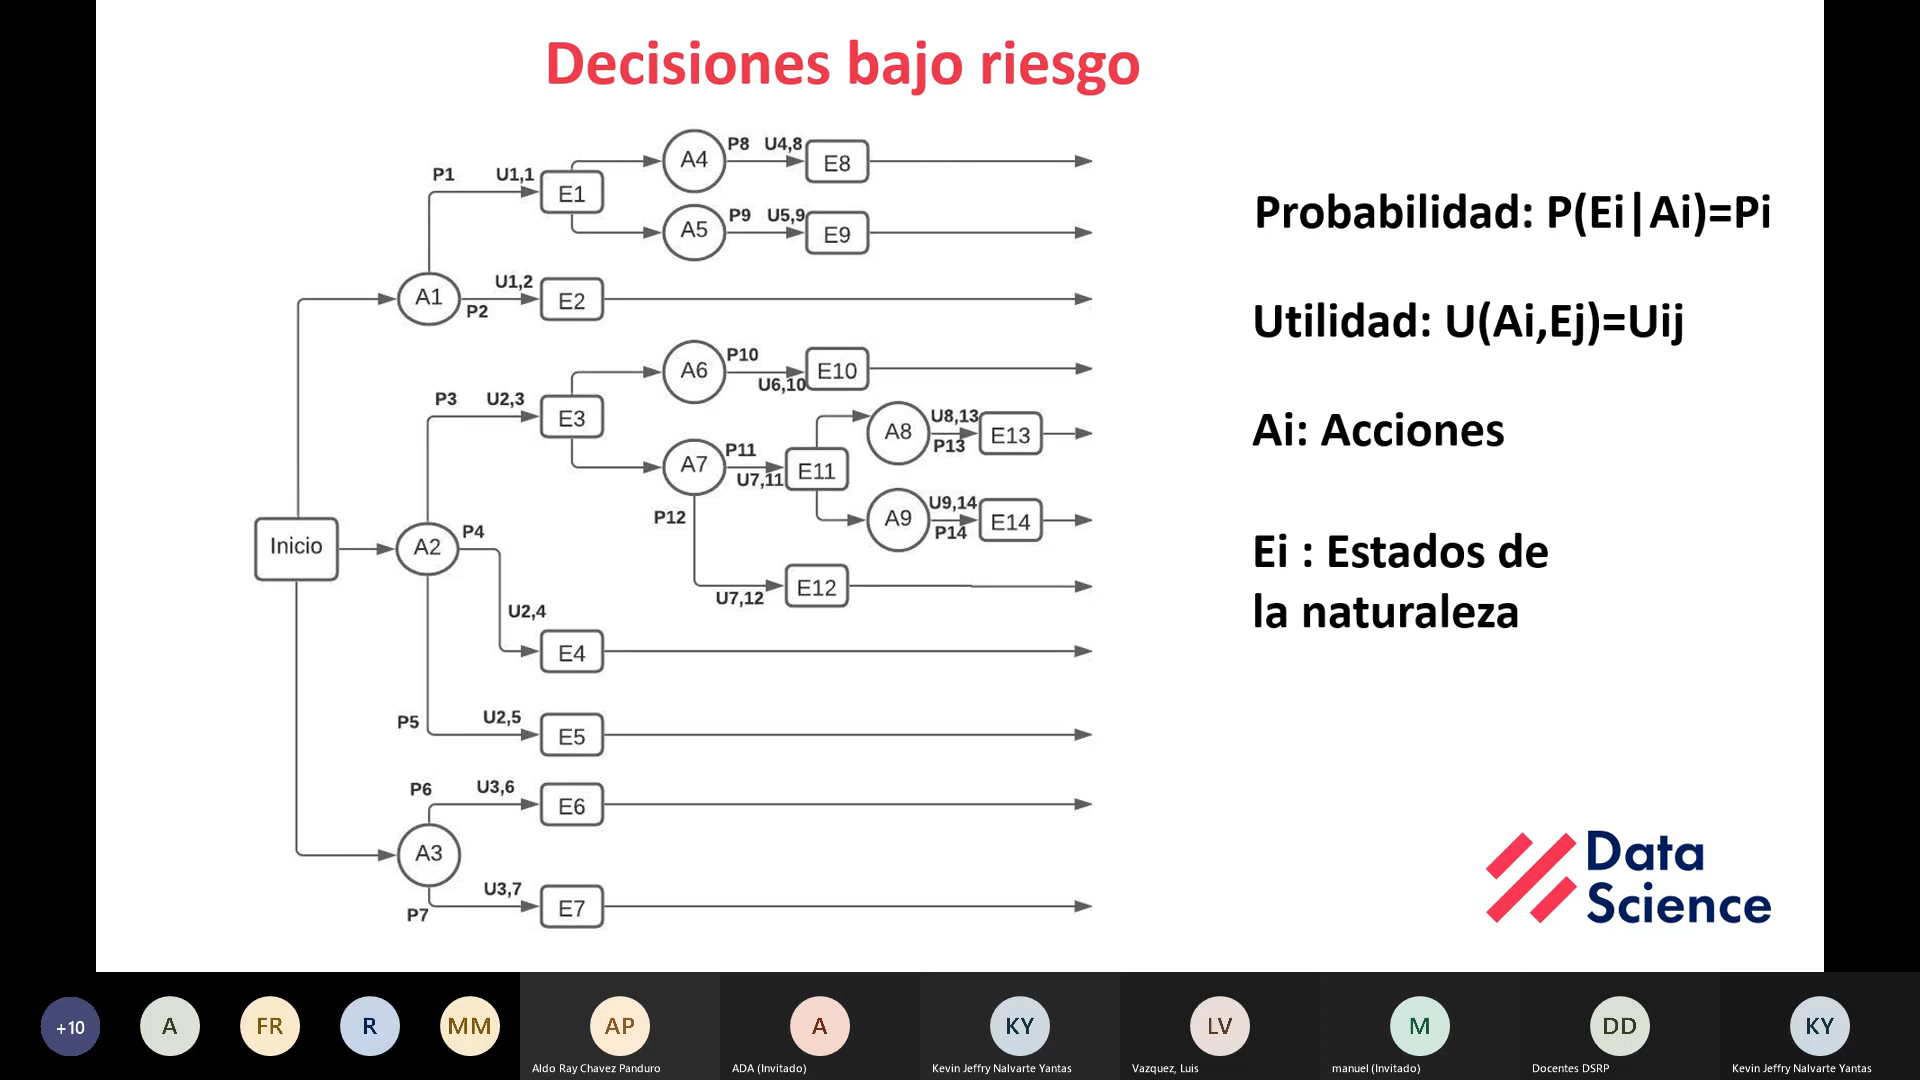 Decisiones bajo riesgo
P1
U1,1
E1
A4
P8
U4,8
E8
A5
P9
U5,9
E9
A1
U1,2
P2
E2
P3
U2,3
E3
A6
P10
U6,10
E10
A7
P11
U7,11
E11
A8
U8,13
P13
E13
A9
U9,14
P14
E14
P12
U7,12
E12
Inicio
A2
P4
U2,4
E4
P5
U2,5
E5
P6
U3,6
E6
A3
P7
U3,7
E7
Probabilidad: P(Ei|Ai)=Pi
Utilidad: U(Ai,Ej)=Uij
Ai: Acciones
Ei : Estados de
la naturaleza
Data
Science
+10
A
FR
R
MM
AP
Aldo Ray Chavez Panduro
A
ADA (Invitado)
KY
Kevin Jeffry Nalvarte Yantas
LV
Vazquez, Luis
M
manuel (Invitado)
DD
Docentes DSRP
KY
Kevin Jeffry Nalvarte Yantas